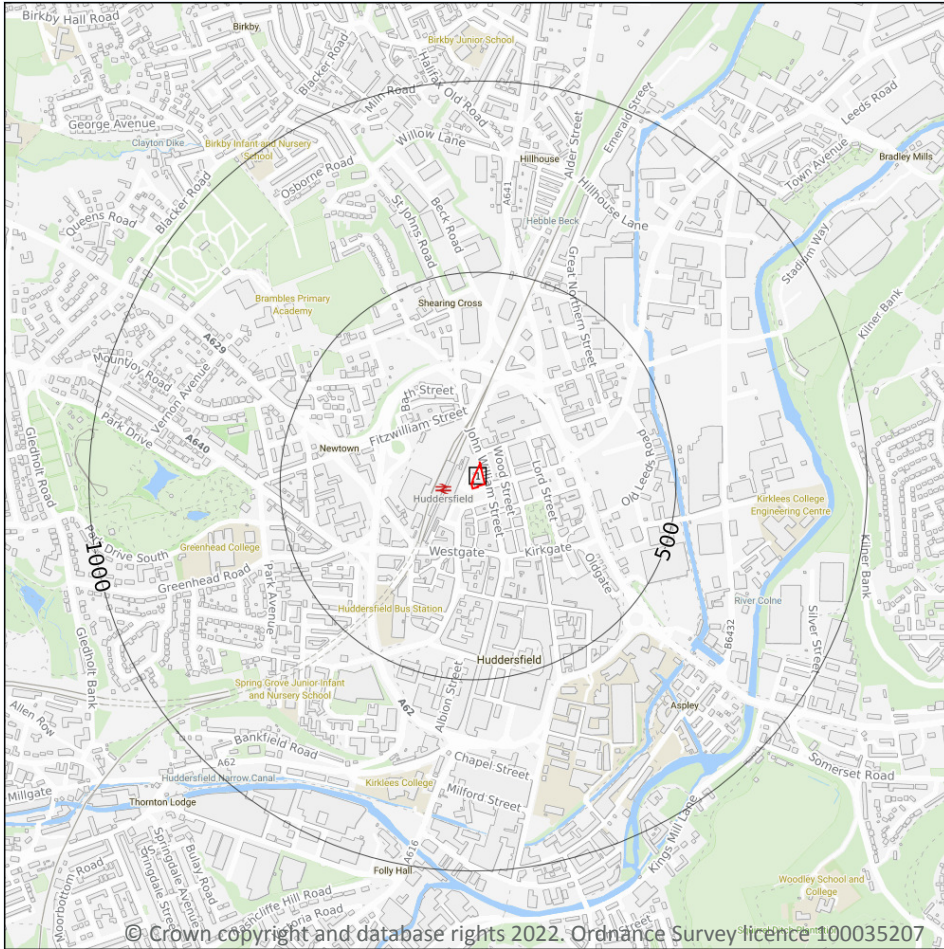 Birkby Hall Road
Birkby
Birkby Junior School
Blacker Road
Halifax Old Road
Mill Road
George Avenue
Clayton Dike
Birkby Infant and Nursery
School
Willow Lane
Osborne Road
Hillhouse
Alder Street
Emerald Street
Leeds Road
Town Avenue
Bradley Mills
A641
Hillhouse Lane
Hebble Beck
Queens Road
Blacker Road
St Johns Road
Beck Road
Great Northern Street
Stadium Way
Kilner Bank
Brambles Primary
Academy
Shearing Cross
A629
Mountjoy Road
Vernon Avenue
Park Drive
A640
Bath Street
Fitzwilliam Street
Newtown
John William Street
Wood Street
Lord Street
Old Leeds Road
Gledholt Road
Huddersfield
1
Kirklees College
Engineering Centre
500
1000
Park Drive South
Greenhead College
Greenhead Road
Park Avenue
Westgate
Kirkgate
Oldgate
Kilner Bank
Huddersfield Bus Station
River Colne
B6432
Silver Street
Gledholt Bank
Huddersfield
Spring Grove Junior Infant
and Nursery School
A62
Albion Street
Aspley
Allen Row
Bankfield Road
A62
Chapel Street
Somerset Road
Huddersfield Narrow Canal
Kirklees College
Millgate
Milford Street
Thornton Lodge
Kings Mill Lane
A616
Folly Hall
Moorbottom Road
Springdale Street
Springdale Avenue
Bulay Road
Woodley School and
College
© Crown copyright and database rights 2022. Ordnance Survey licence 100035207